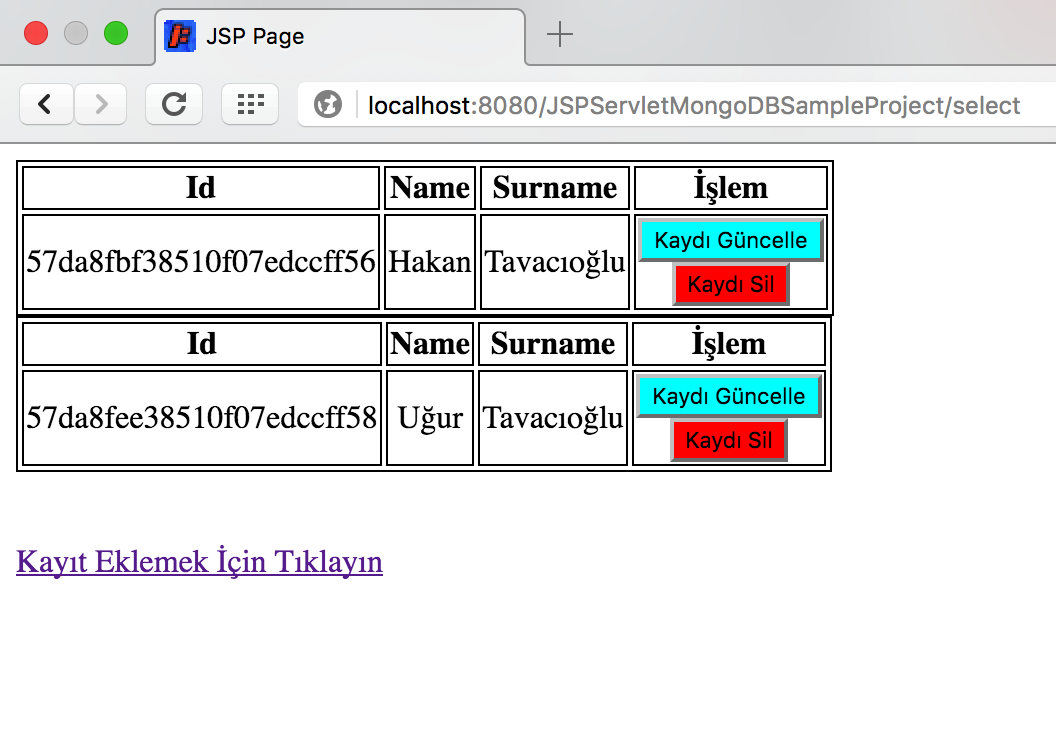 JSP Page
localhost:8080/JSPServletMongoDBSampleProject/select
Id Name Surname İşlem
57da8fbf38510f07edccff56 Hakan Tavacıoğlu Kaydı Güncelle
Kaydı Sil
Id Name Surname İşlem
57da8fee38510f07edccff58 Uğur Tavacıoğlu Kaydı Güncelle
Kaydı Sil
Kayıt Eklemek İçin Tıklayın